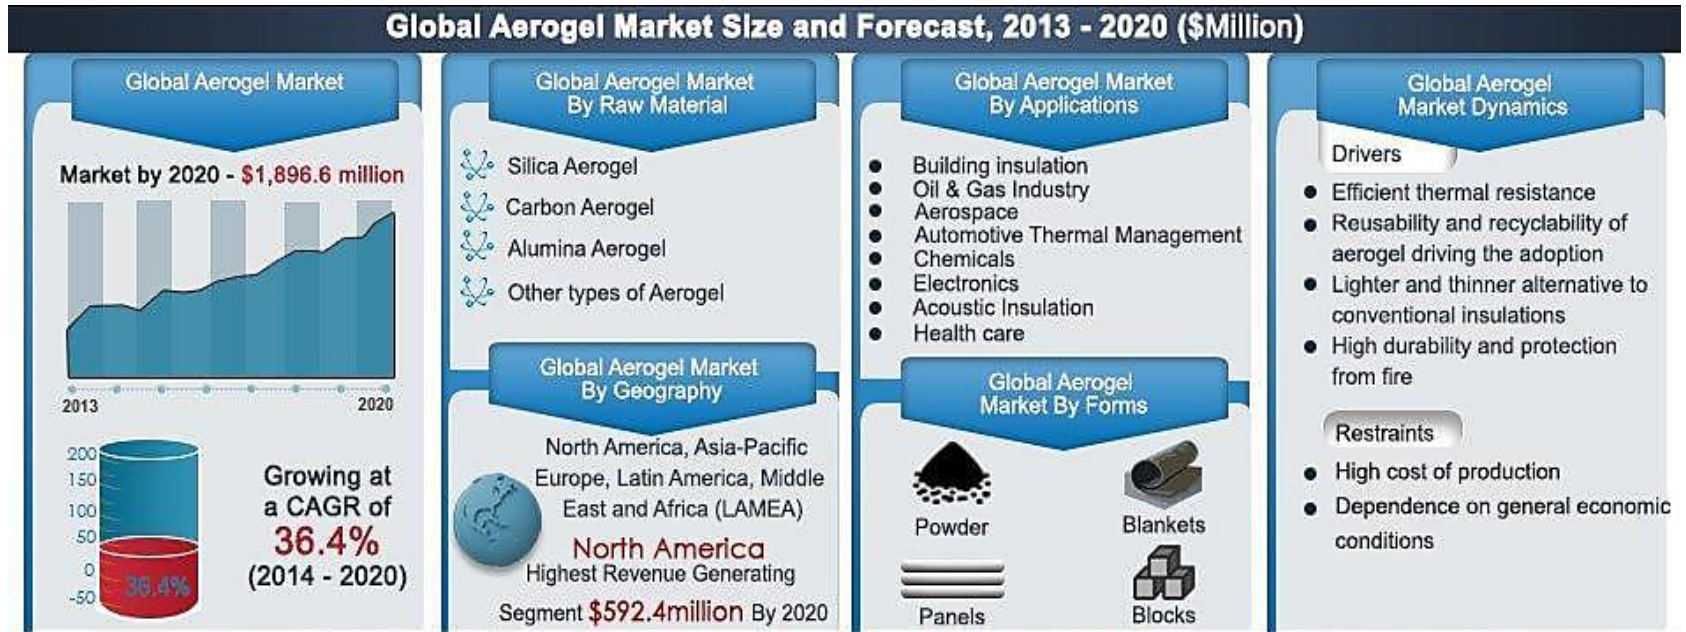 Global Aerogel Market Size and Forecast, 2013 - 2020 ($Million)
Global Aerogel Market
Market by 2020 - $1,896.6 million
2013
2020
200
150
100
50
0
-50
36.4%
Growing at
a CAGR of
36.4%
(2014 - 2020)
Global Aerogel Market
By Raw Material
Silica Aerogel
Carbon Aerogel
Alumina Aerogel
Other types of Aerogel
Global Aerogel Market
By Geography
North America, Asia-Pacific
Europe, Latin America, Middle
East and Africa (LAMEA)
North America
Highest Revenue Generating
Segment $592.4million By 2020
Global Aerogel Market
By Applications
Building insulation
Oil & Gas Industry
Aerospace
Automotive Thermal Management
Chemicals
Electronics
Acoustic Insulation
Health care
Global Aerogel
Market By Forms
Powder
Blankets
Panels
Blocks
Global Aerogel
Market Dynamics
Drivers
Efficient thermal resistance
Reusability and recyclability of
aerogel driving the adoption
Lighter and thinner alternative to
conventional insulations
High durability and protection
from fire
Restraints
High cost of production
Dependence on general economic
conditions